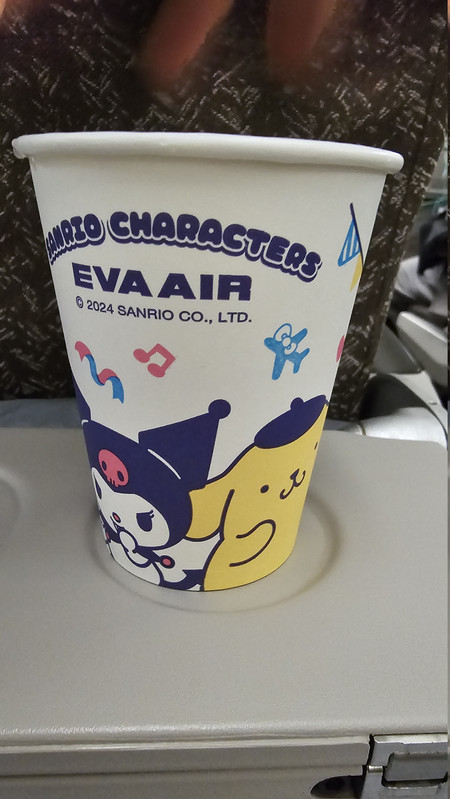 SANRIO CHARACTERS
EVA AIR
© 2024 SANRIO CO., LTD.